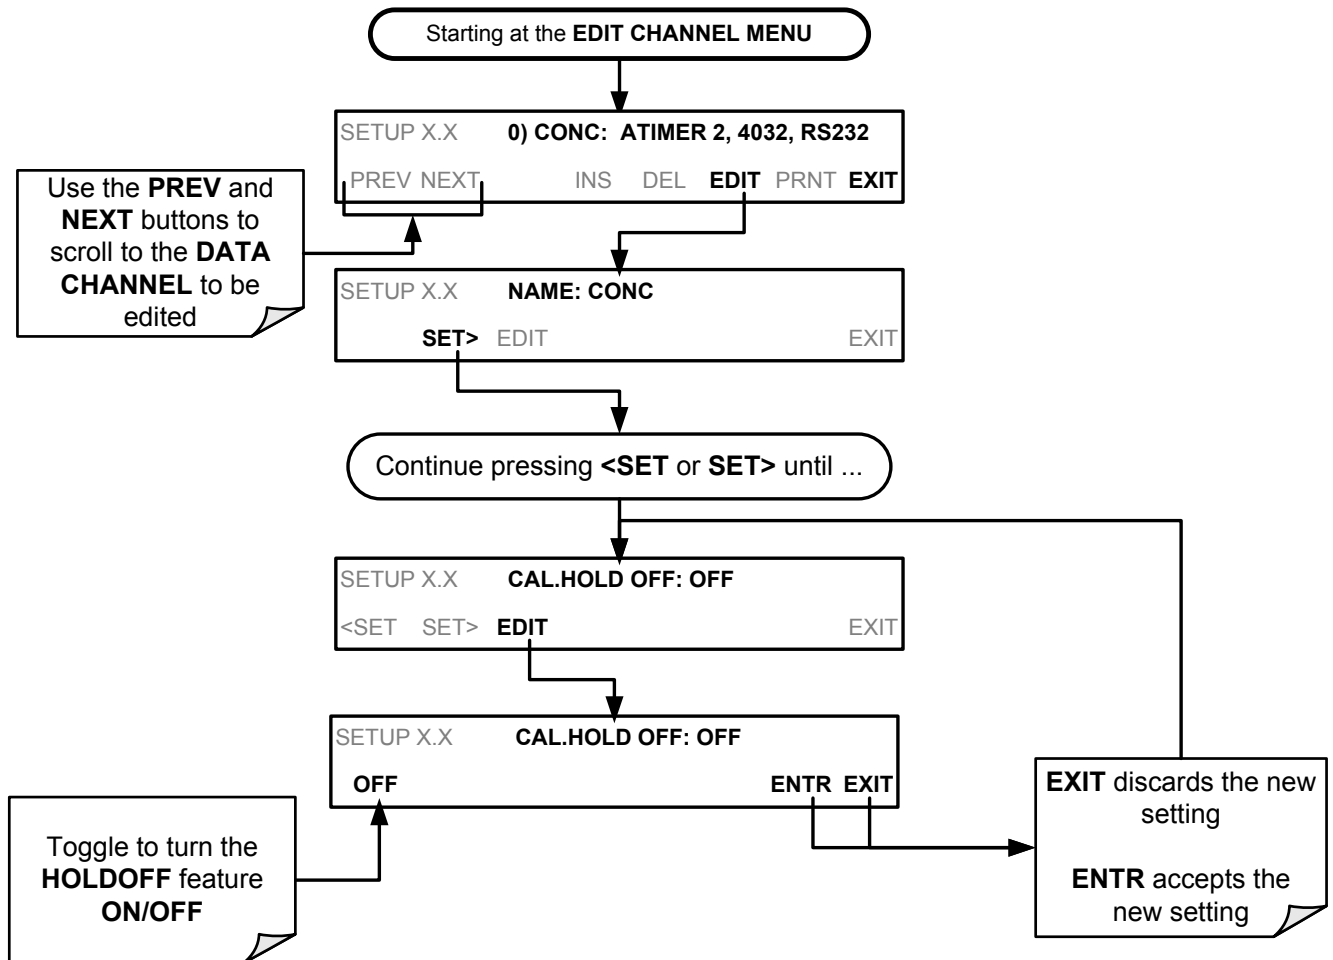 Starting at the EDIT CHANNEL MENU
SETUP X.X 0) CONC: ATIMER 2, 4032, RS232
PREV NEXT INS DEL EDIT PRNT EXIT
Use the PREV and
NEXT buttons to
scroll to the DATA
CHANNEL to be
edited
SETUP X.X NAME: CONC
SET> EDIT EXIT
Continue pressing <SET or SET> until ...
SETUP X.X CAL.HOLD OFF: OFF
<SET SET> EDIT EXIT
SETUP X.X CAL.HOLD OFF: OFF
OFF ENTR EXIT
Toggle to turn the
HOLDOFF feature
ON/OFF
EXIT discards the new
setting
ENTR accepts the
new setting